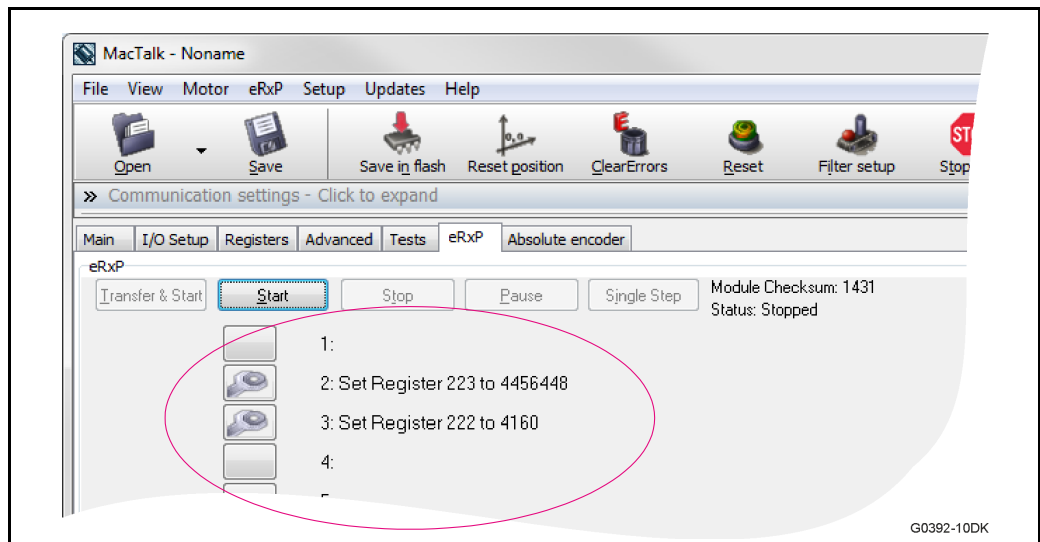 MacTalk - Noname
File View Motor eRxP Setup Updates Help
Open Save Save in flash Reset position ClearErrors Reset Filter setup Stop
» Communication settings - Click to expand
Main I/O Setup Registers Advanced Tests eRxP Absolute encoder
eRxP
Transfer & Start Start Stop Pause Single Step Module Checksum: 1431
Status: Stopped
1:
2: Set Register 223 to 4456448
3: Set Register 222 to 4160
4:
G0392-10DK